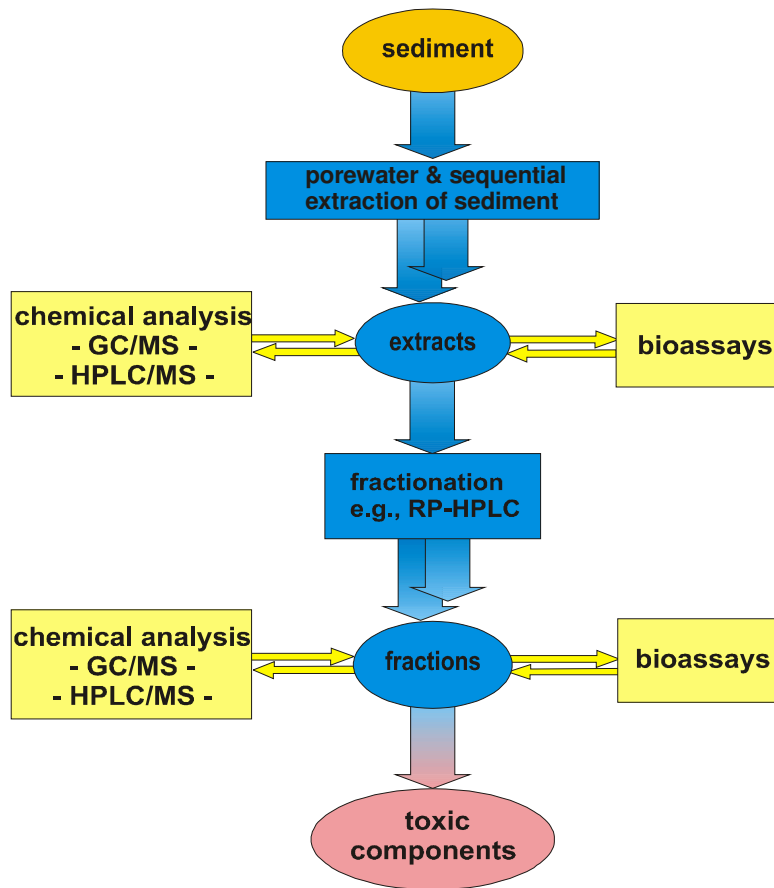 sediment
porewater & sequential
extraction of sediment
chemical analysis
- GC/MS -
- HPLC/MS -
extracts
bioassays
fractionation
e.g., RP-HPLC
chemical analysis
- GC/MS -
- HPLC/MS -
fractions
bioassays
toxic
components